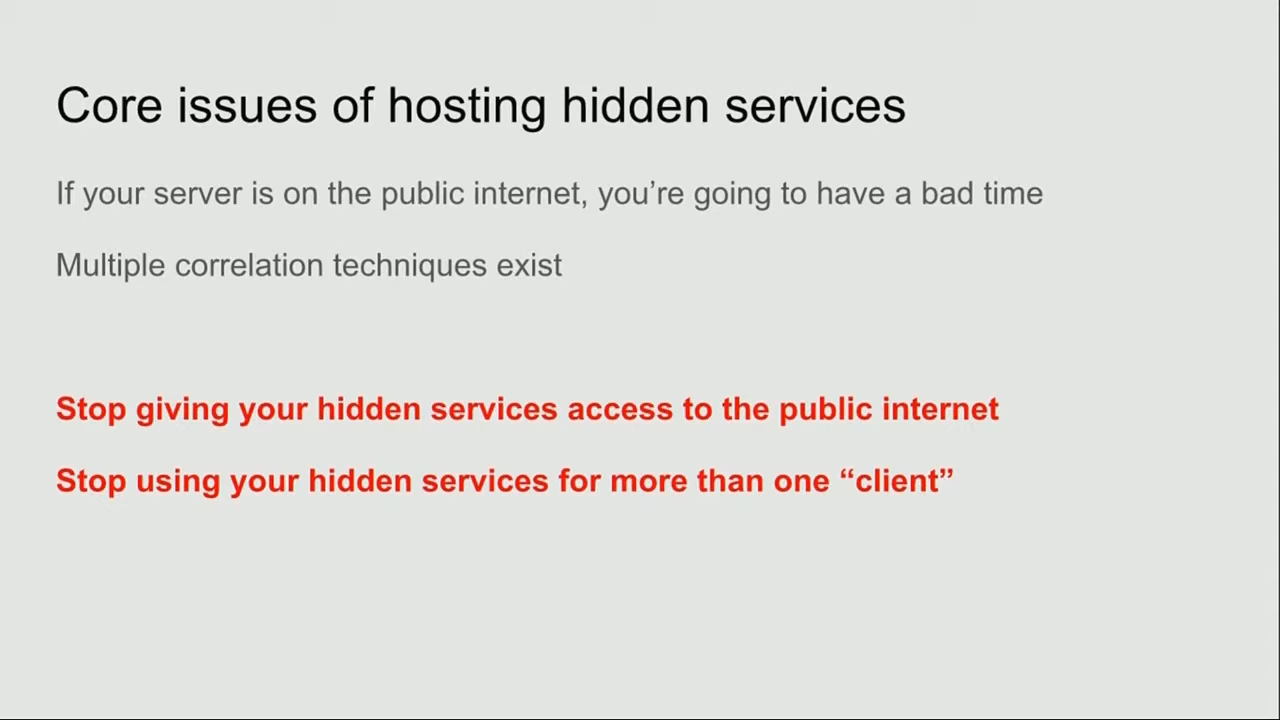 Core issues of hosting hidden services
If your server is on the public internet, you’re going to have a bad time
Multiple correlation techniques exist
Stop giving your hidden services access to the public internet
Stop using your hidden services for more than one “client”